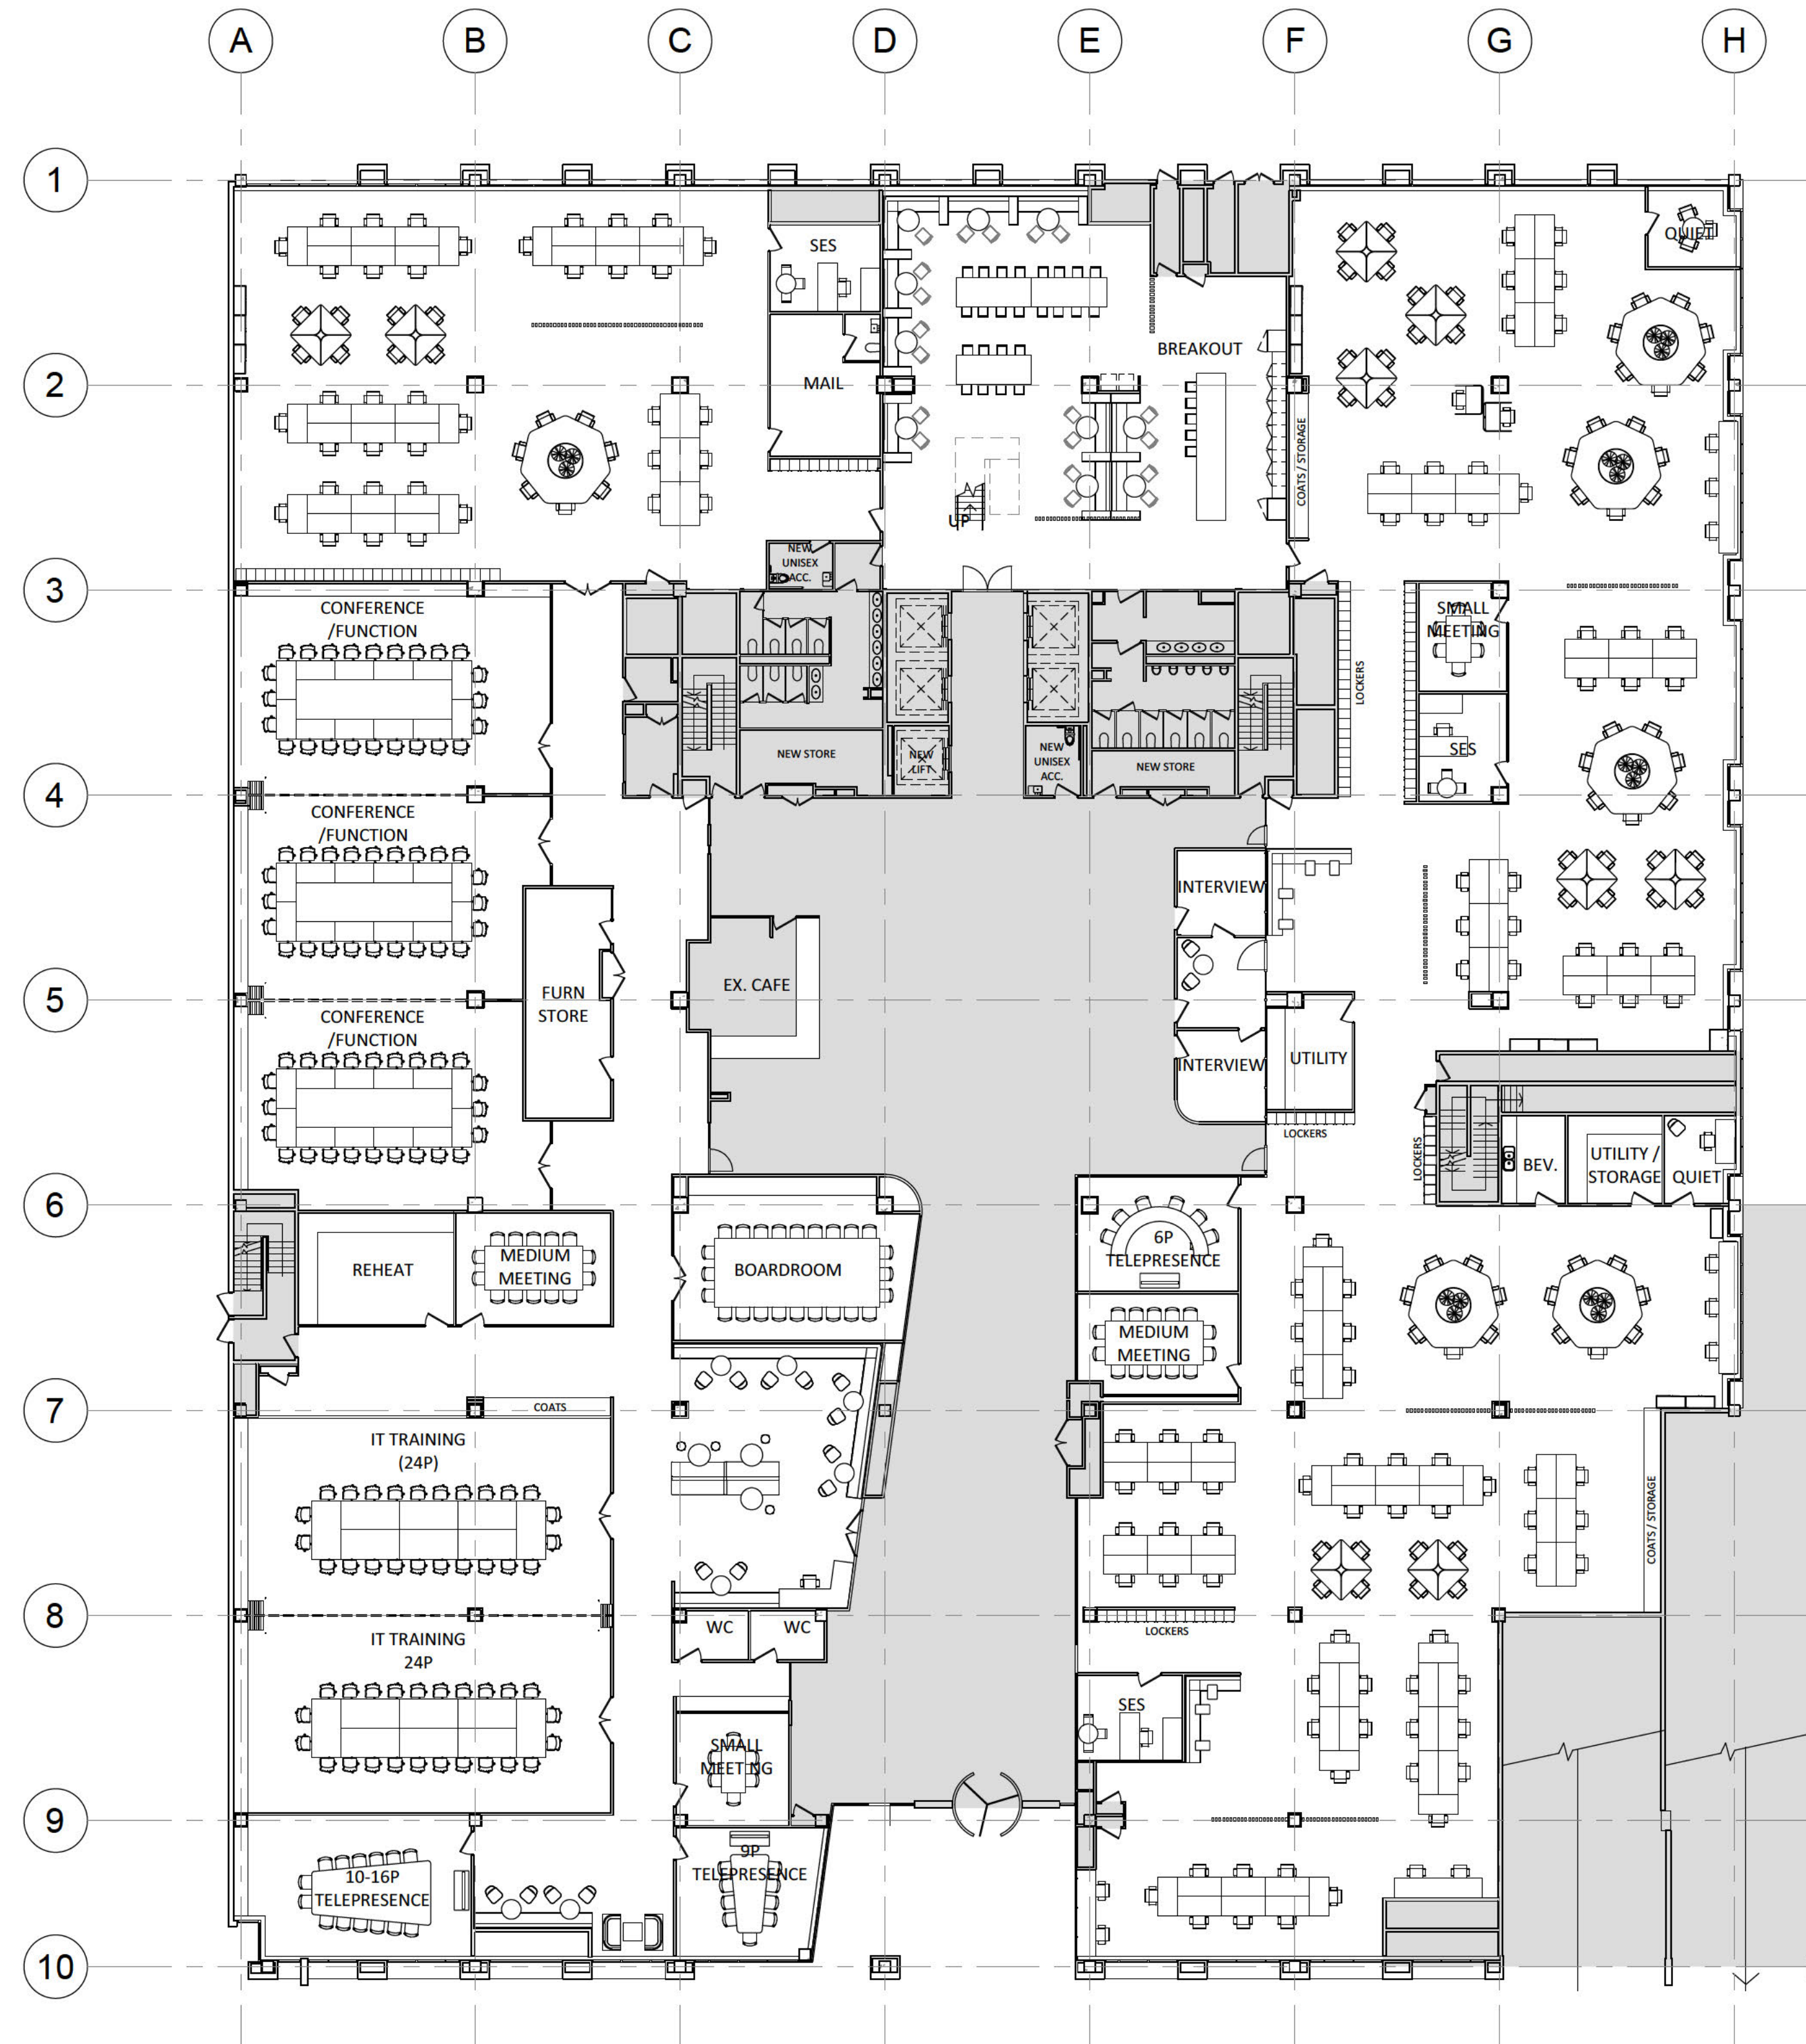 A B C D E F G H
1
SES
QUIET
BREAKOUT
2
MAIL
COATS / STORAGE
UP
NEW
UNISEX
ACC.
3
CONFERENCE
/FUNCTION
SMALL
MEETING
LOCKERS
NEW STORE
NEW
LIFT
NEW
UNISEX
ACC.
NEW STORE
SES
4
CONFERENCE
/FUNCTION
INTERVIEW
EX. CAFE
FURN
STORE
5
CONFERENCE
/FUNCTION
INTERVIEW
UTILITY
LOCKERS
LOCKERS
BEV.
UTILITY /
STORAGE
QUIET
6
REHEAT
MEDIUM
MEETING
BOARDROOM
6P
TELEPRESENCE
MEDIUM
MEETING
7
COATS
IT TRAINING
(24P)
COATS / STORAGE
8
WC
WC
LOCKERS
IT TRAINING
24P
SES
SMALL
MEETING
9
10-16P
TELEPRESENCE
9P
TELEPRESENCE
10